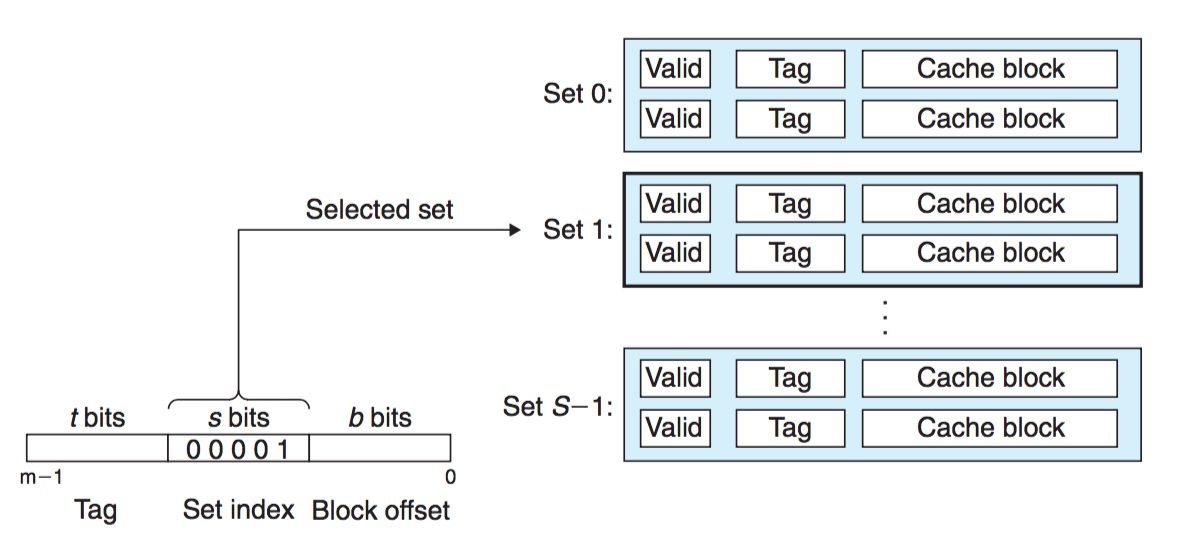 Set 0:
Valid Tag Cache block
Valid Tag Cache block
Selected set
Set 1:
Valid Tag Cache block
Valid Tag Cache block
⋮
Set S−1:
Valid Tag Cache block
Valid Tag Cache block
t bits s bits b bits
0 0 0 0 1
m−1 0
Tag Set index Block offset